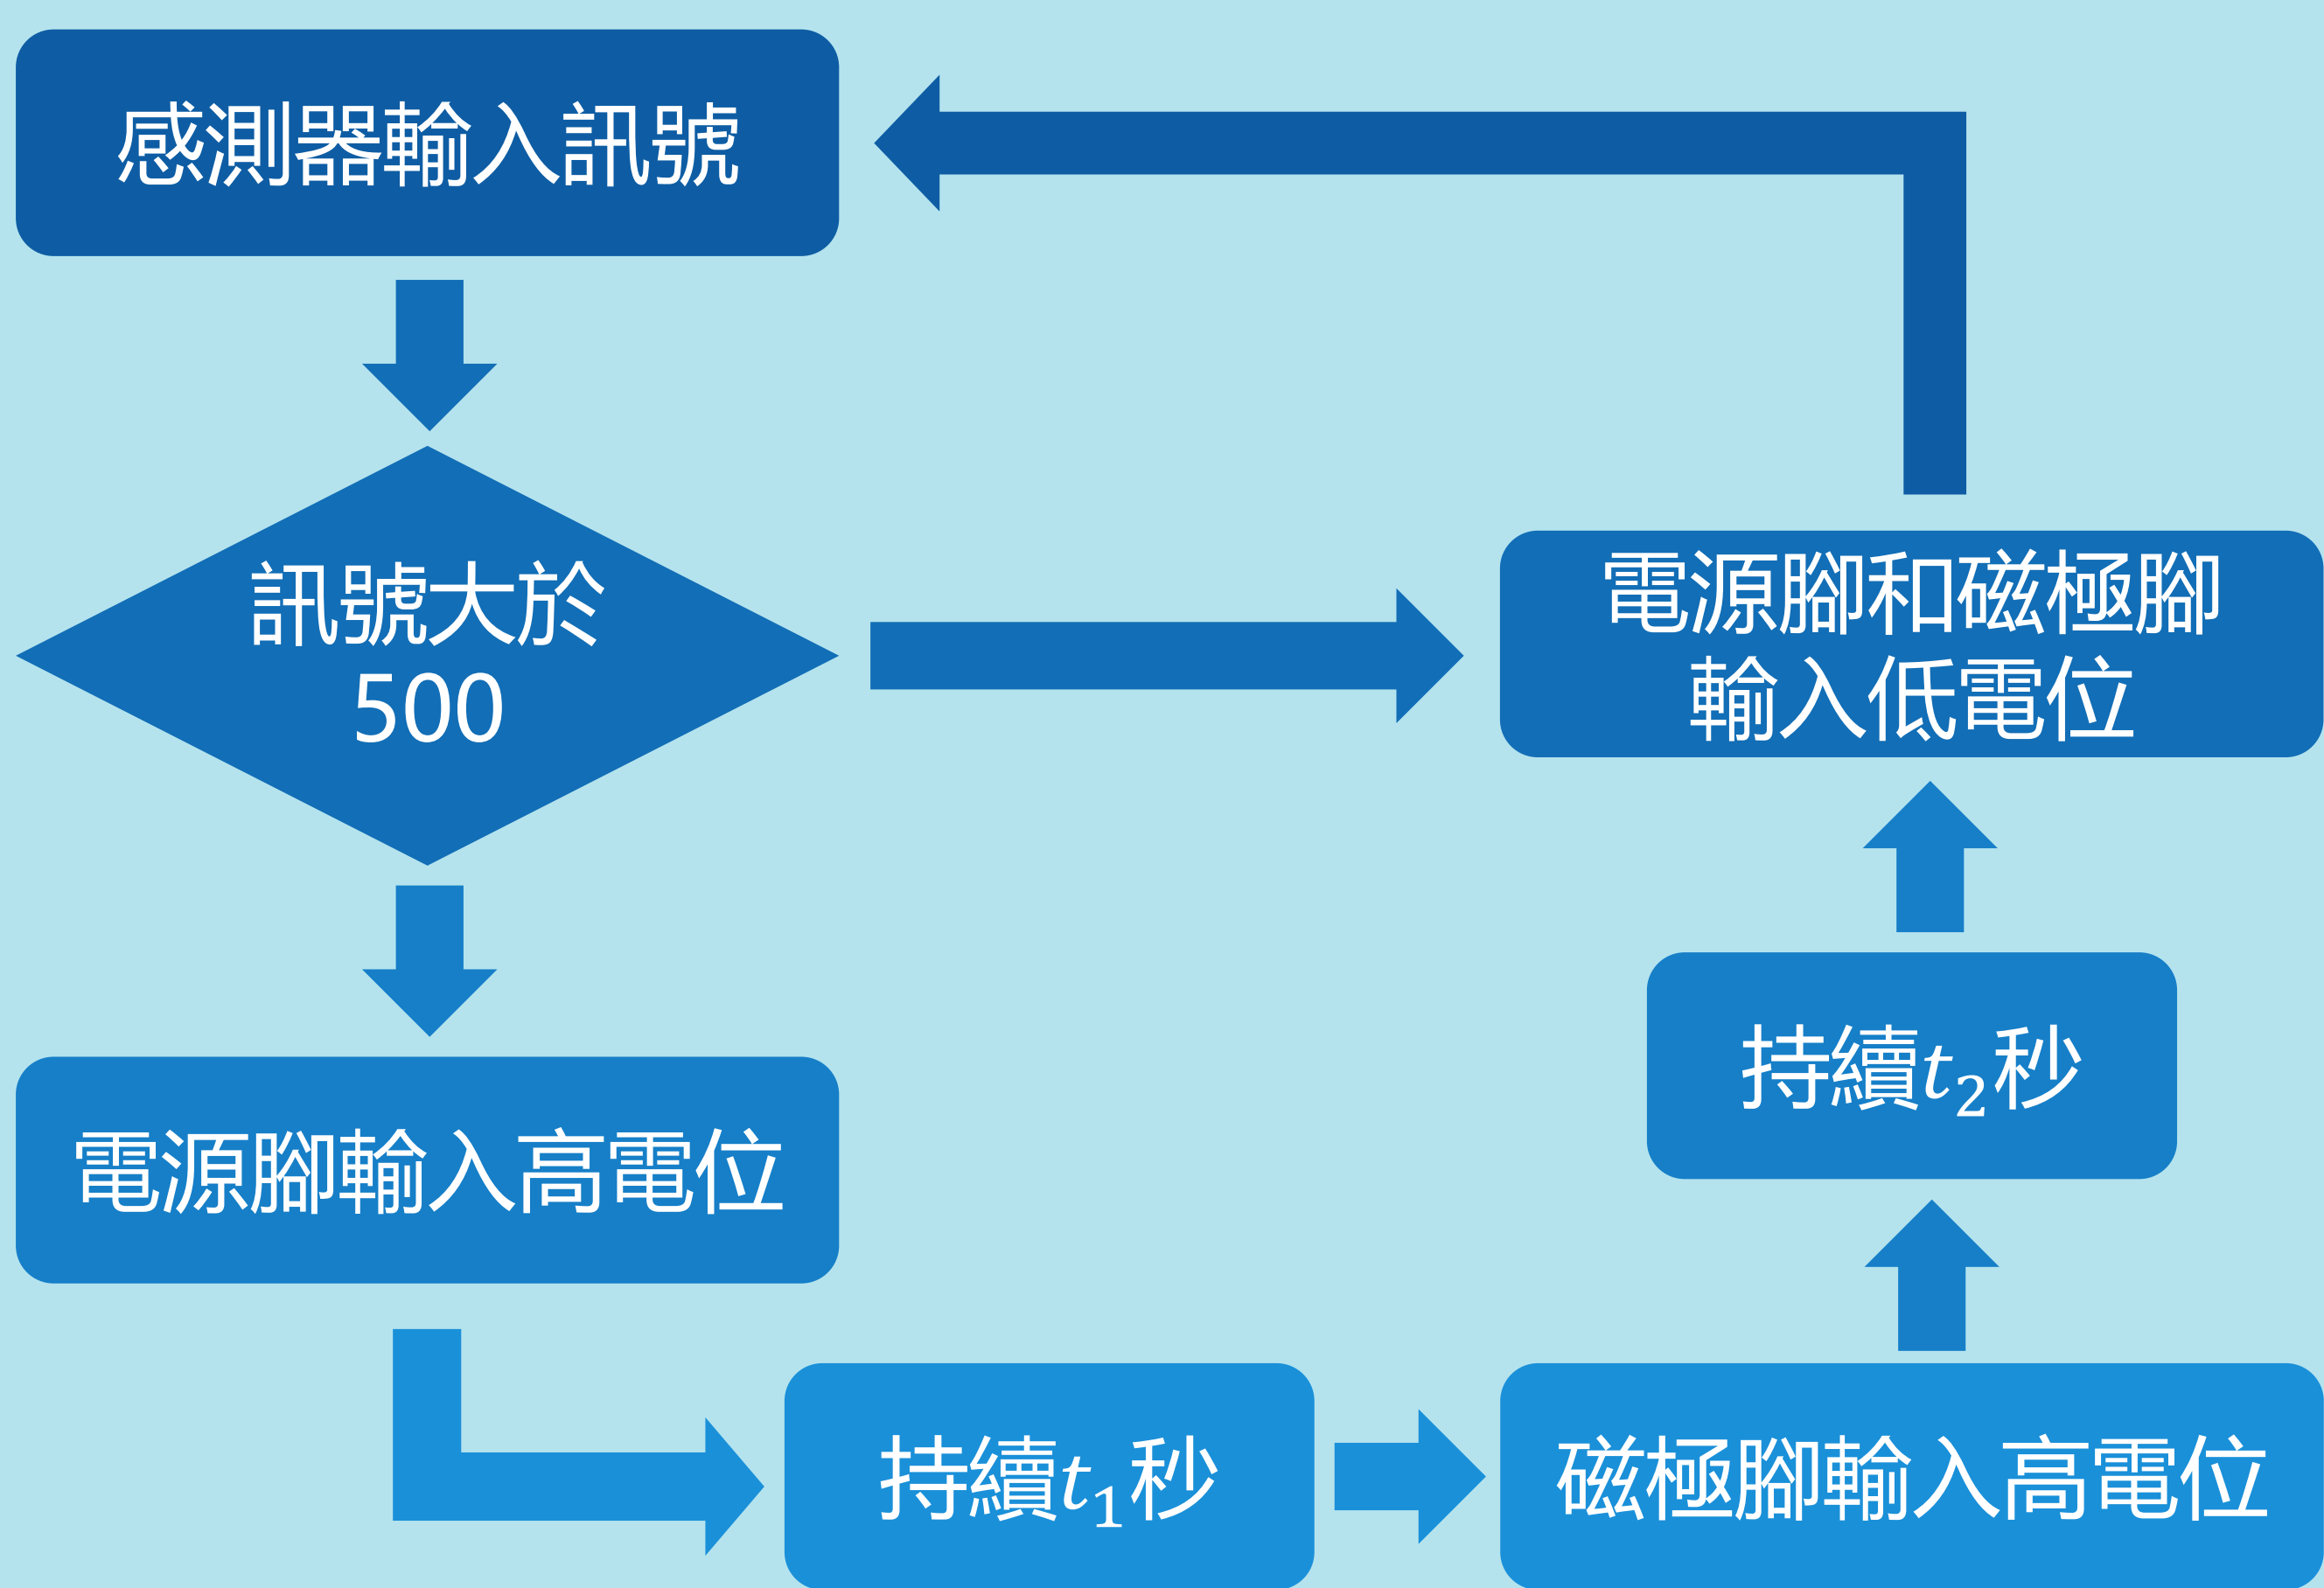 感測器輸入訊號
訊號大於
500
電源腳和磁極腳
輸入低電位
電源腳輸入高電位
持續t₂秒
持續t₁秒
磁極腳輸入高電位